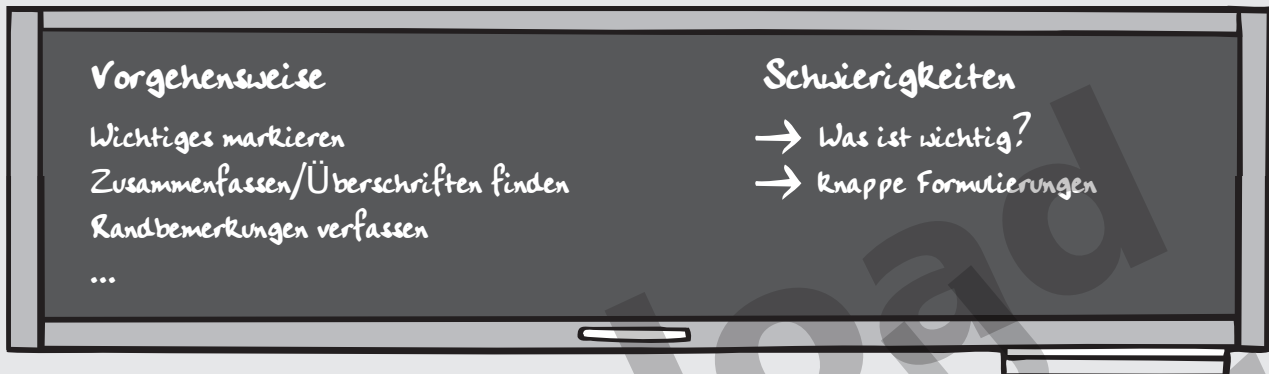 Vorgehensweise
Wichtiges markieren
Zusammenfassen/Überschriften finden
Randbemerkungen verfassen
...
Schwierigkeiten
→ Was ist wichtig?
→ knappe Formulierungen
load